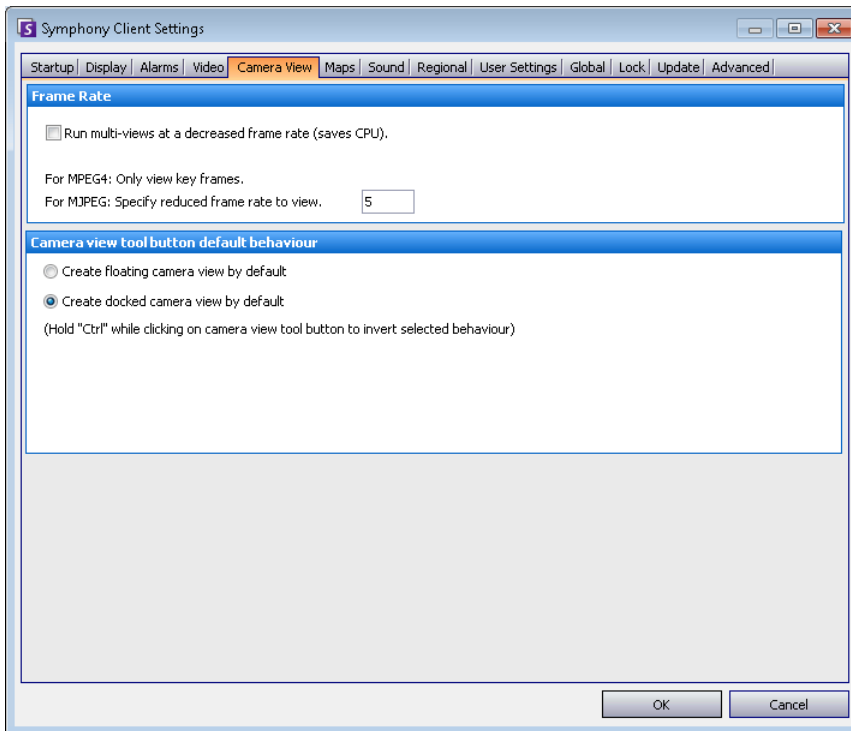 Symphony Client Settings
Startup Display Alarms Video Camera View Maps Sound Regional User Settings Global Lock Update Advanced
Frame Rate
Run multi-views at a decreased frame rate (saves CPU).
For MPEG4: Only view key frames.
For MJPEG: Specify reduced frame rate to view. 5
Camera view tool button default behaviour
Create floating camera view by default
Create docked camera view by default
(Hold "Ctrl" while clicking on camera view tool button to invert selected behaviour)
OK Cancel